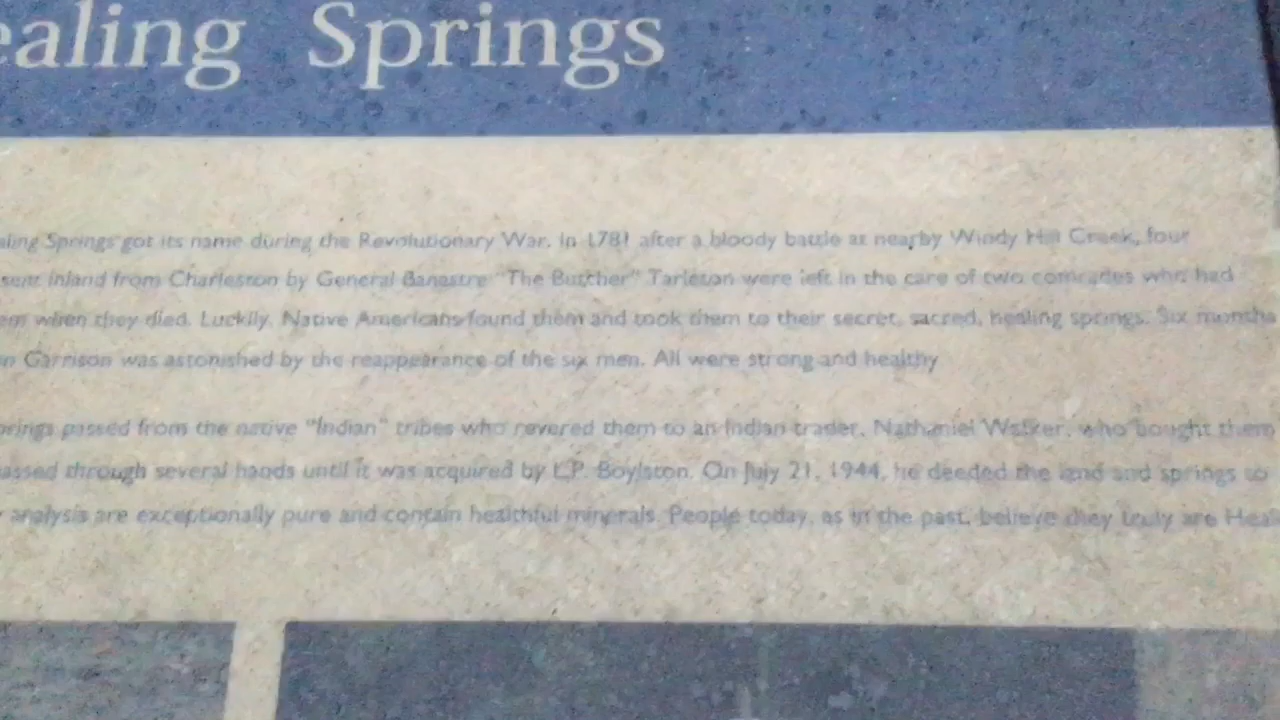 ealing Springs
aling Springs got its name during the Revolutionary War. In 1781 after a bloody battle at nearby Windy Hill Creek, four
sent inland from Charleston by General Banastre "The Butcher" Tarleton were left in the care of two comrades who had
em when they died. Luckily, Native Americans found them and took them to their secret, sacred, healing springs. Six months
n Garrison was astonished by the reappearance of the six men. All were strong and healthy
prings passed from the native "Indian" tribes who revered them to an Indian trader, Nathaniel Walker, who bought them
assed through several hands until it was acquired by L.P. Boylston. On July 21, 1944, he deeded the land and springs to
analysis are exceptionally pure and contain healthful minerals. People today, as in the past, believe they truly are Heal